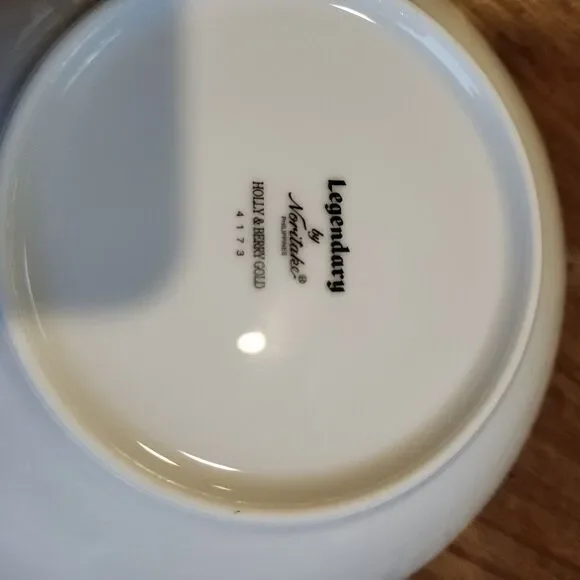 Legendary
by
Noritake®
PHILIPPINES
HOLLY & BERRY GOLD
4173